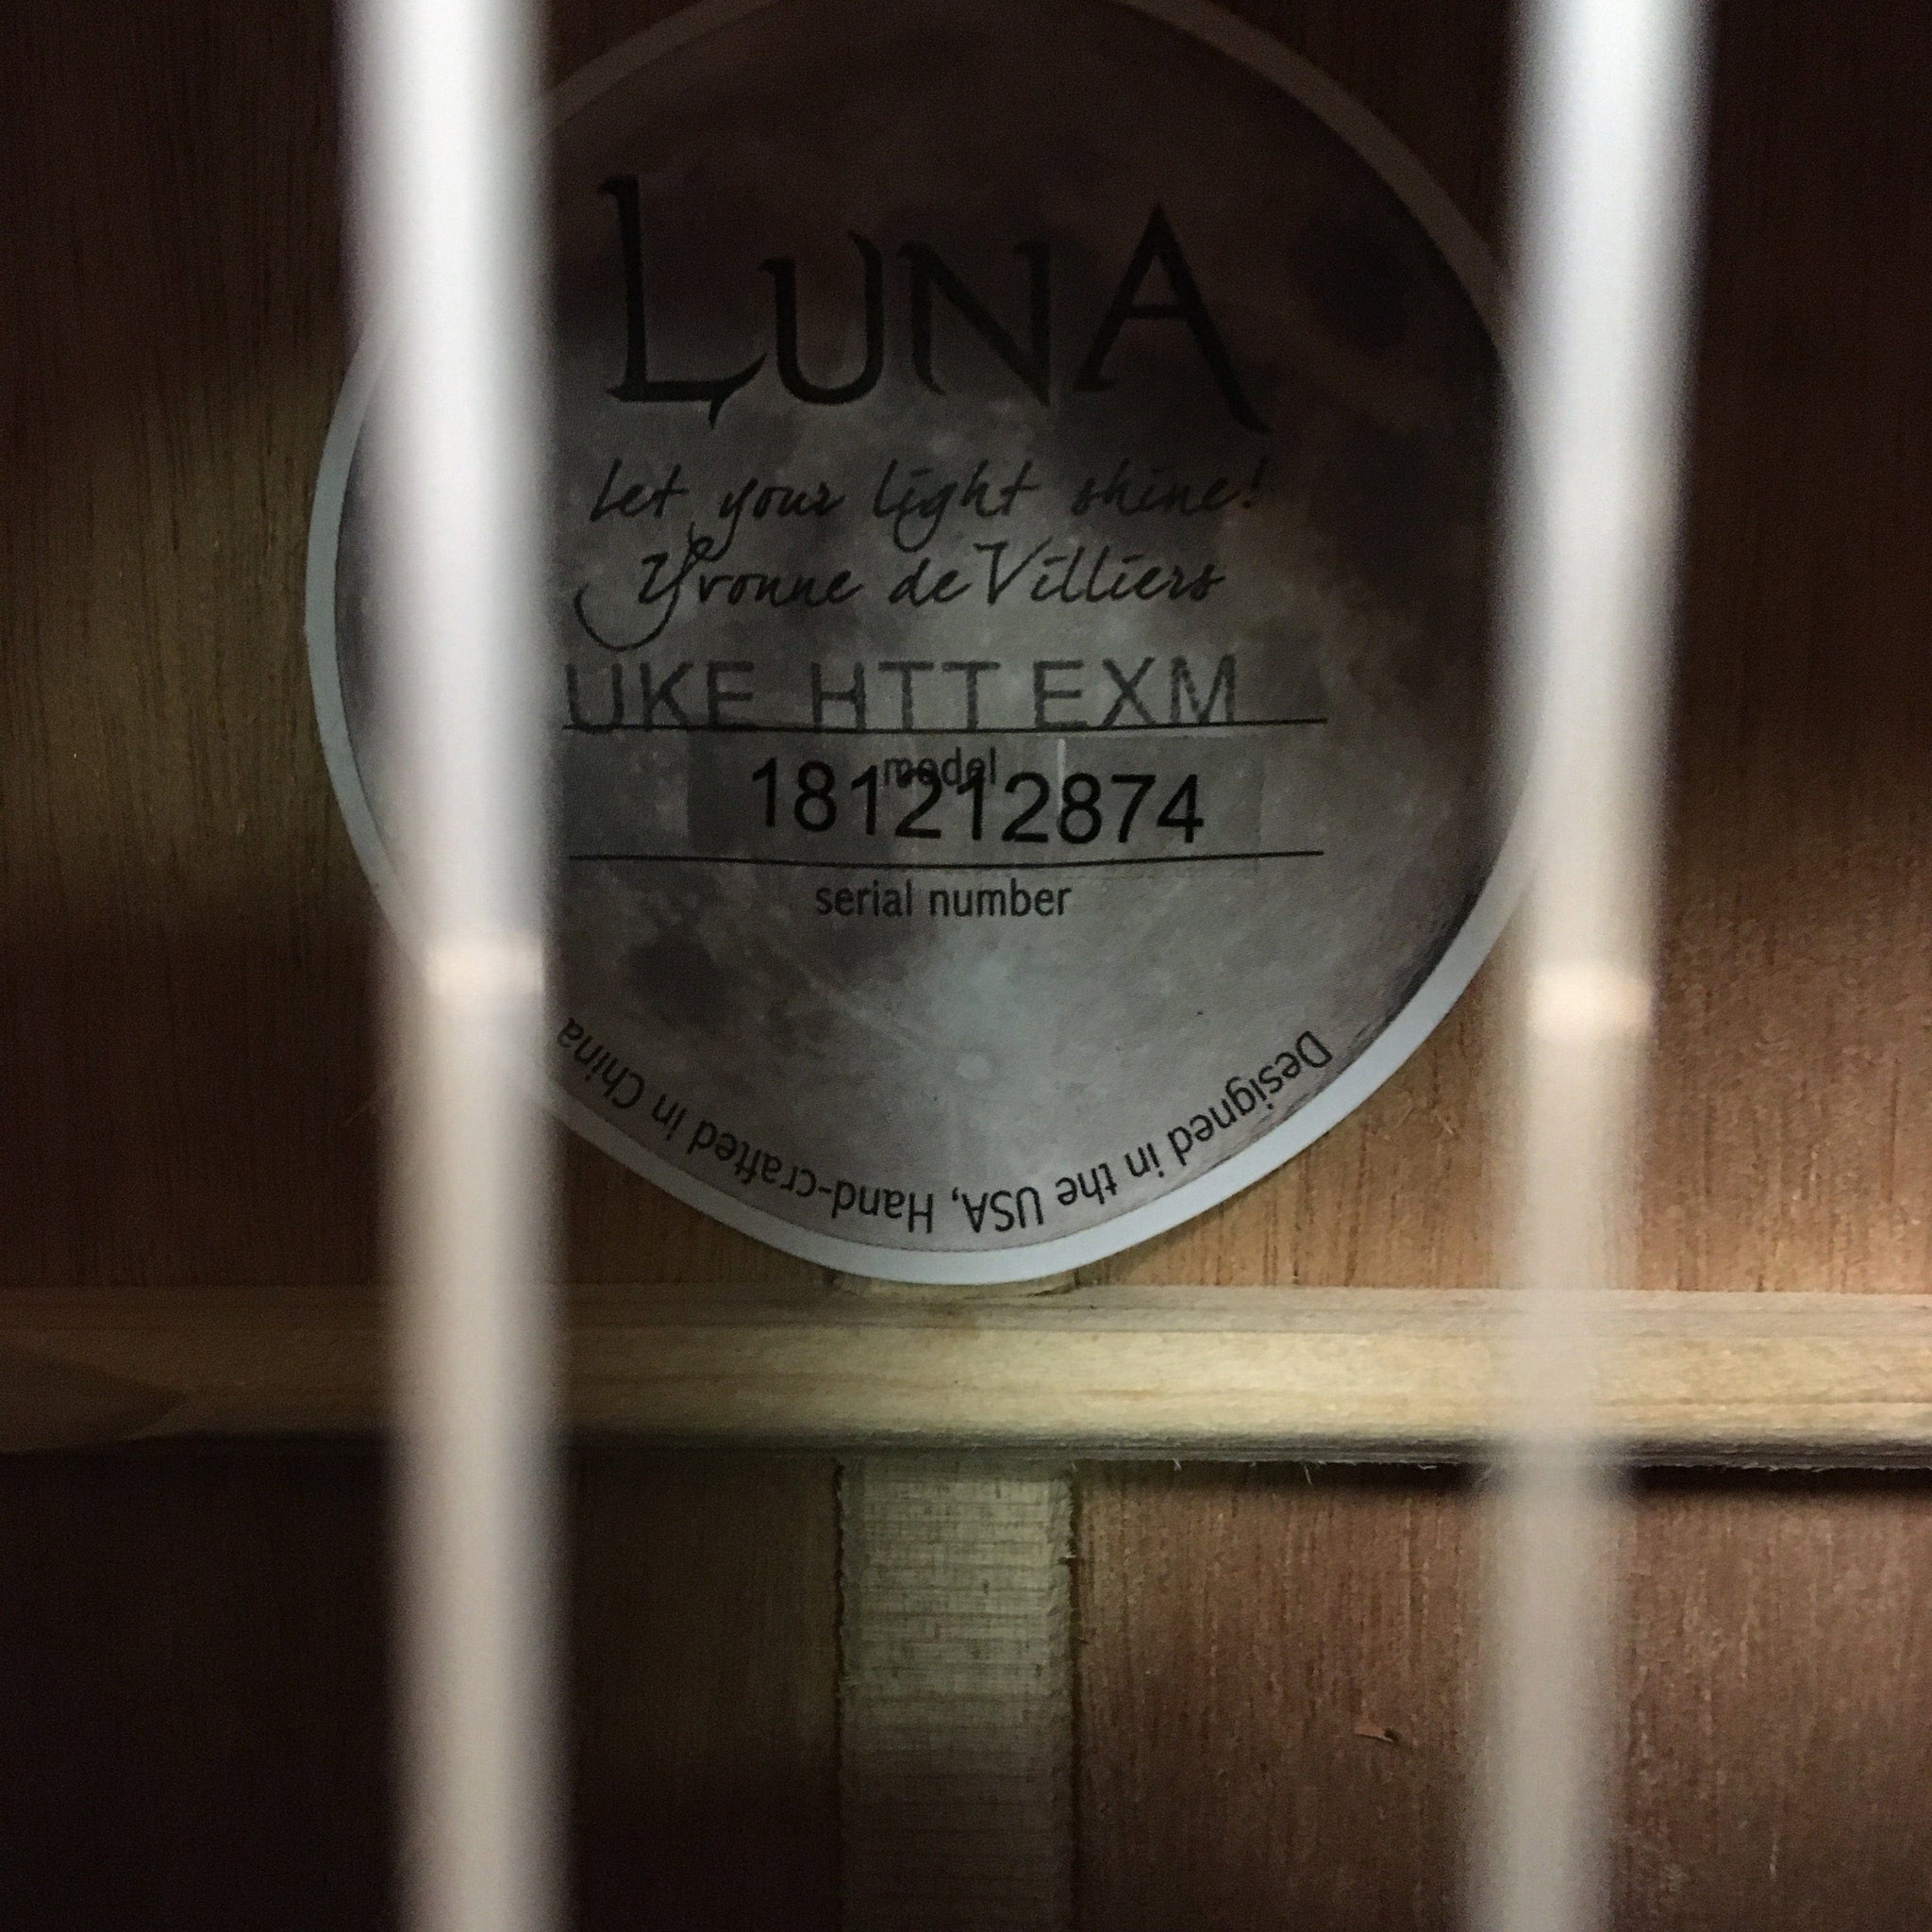 LUNA
Let your light shine!
Yvonne de Villiers
UKE HTT EXM
model
181212874
serial number
Designed in the USA, Hand-crafted in China